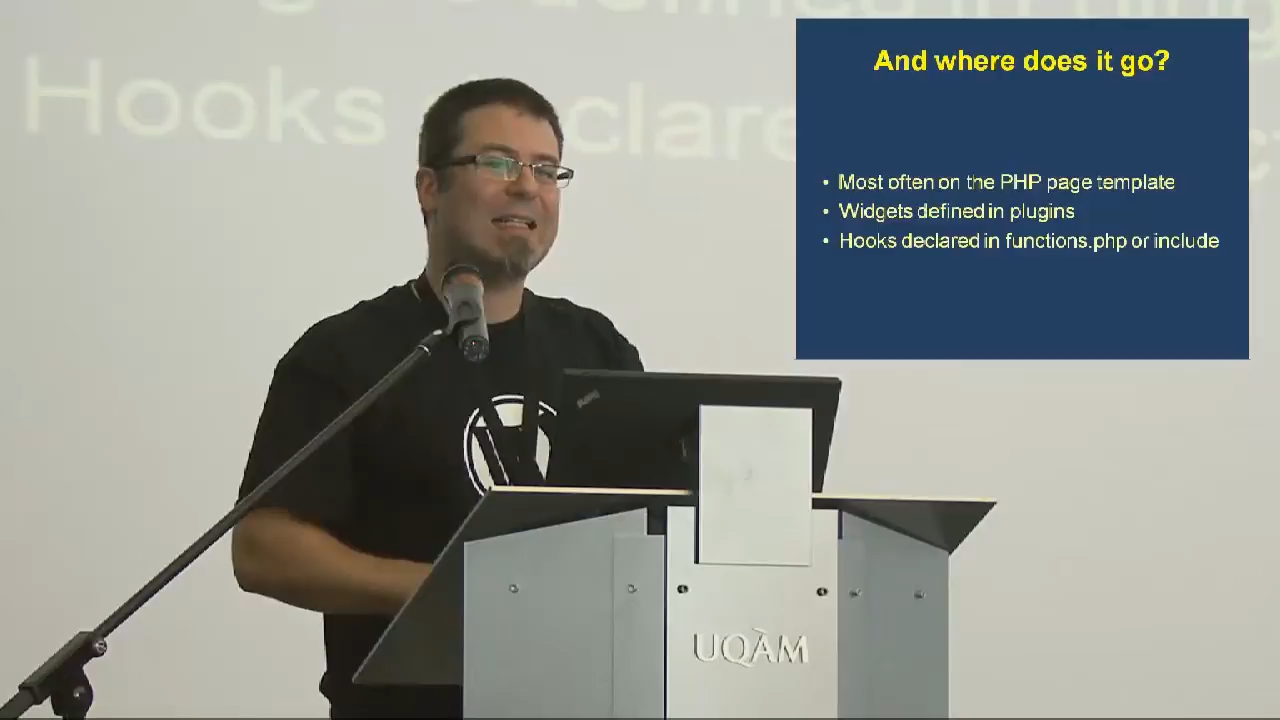 Hooks
And where does it go?
• Most often on the PHP page template
• Widgets defined in plugins
• Hooks declared in functions.php or include
UQÀM